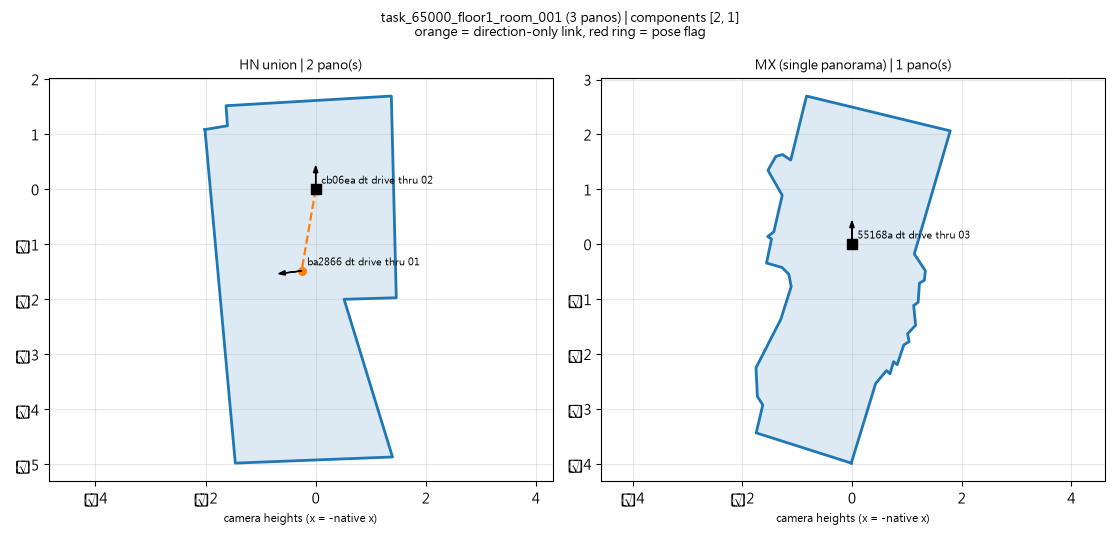 task_65000_floor1_room_001 (3 panos) | components [2, 1]
orange = direction-only link, red ring = pose flag
HN union | 2 pano(s)
MX (single panorama) | 1 pano(s)
2
1
0
1
2
3
4
5
4
2
0
2
4
camera heights (x = -native x)
cb06ea dt drive thru 02
ba2866 dt drive thru 01
3
2
1
0
1
2
3
4
4
2
0
2
4
camera heights (x = -native x)
55168a dt drive thru 03